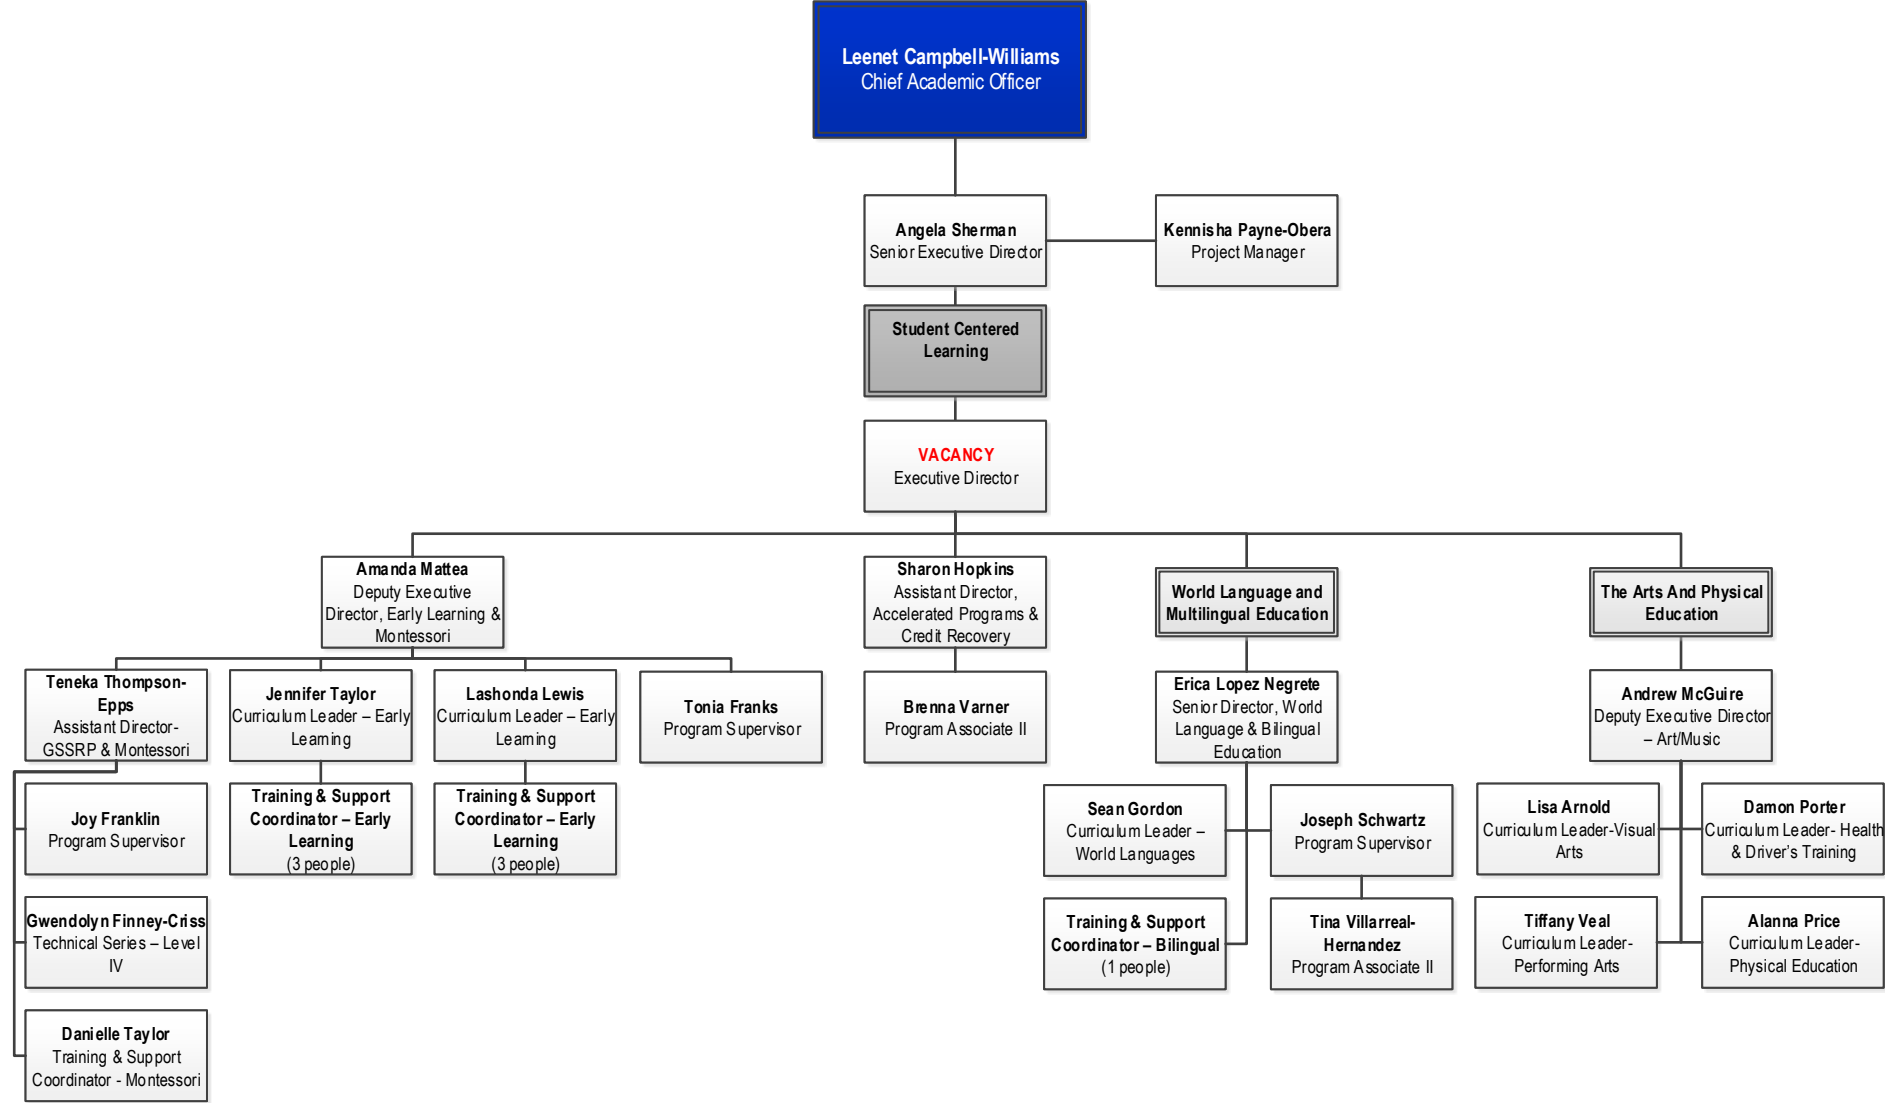 Leenet Campbell-Williams
Chief Academic Officer
Angela Sherman
Senior Executive Director
Kennisha Payne-Obera
Project Manager
Student Centered
Learning
VACANCY
Executive Director
Amanda Mattea
Deputy Executive
Director, Early Learning &
Montessori
Sharon Hopkins
Assistant Director,
Accelerated Programs &
Credit Recovery
World Language and
Multilingual Education
The Arts And Physical
Education
Teneka Thompson-
Epps
Assistant Director-
GSSRP & Montessori
Jennifer Taylor
Curriculum Leader – Early
Learning
Lashonda Lewis
Curriculum Leader – Early
Learning
Tonia Franks
Program Supervisor
Brenna Varner
Program Associate II
Erica Lopez Negrete
Senior Director, World
Language & Bilingual
Education
Andrew McGuire
Deputy Executive Director
– Art/Music
Joy Franklin
Program Supervisor
Training & Support
Coordinator – Early
Learning
(3 people)
Training & Support
Coordinator – Early
Learning
(3 people)
Sean Gordon
Curriculum Leader –
World Languages
Joseph Schwartz
Program Supervisor
Lisa Arnold
Curriculum Leader-Visual
Arts
Damon Porter
Curriculum Leader- Health
& Driver's Training
Gwendolyn Finney-Criss
Technical Series – Level
IV
Training & Support
Coordinator – Bilingual
(1 people)
Tina Villarreal-
Hernandez
Program Associate II
Tiffany Veal
Curriculum Leader-
Performing Arts
Alanna Price
Curriculum Leader-
Physical Education
Danielle Taylor
Training & Support
Coordinator - Montessori